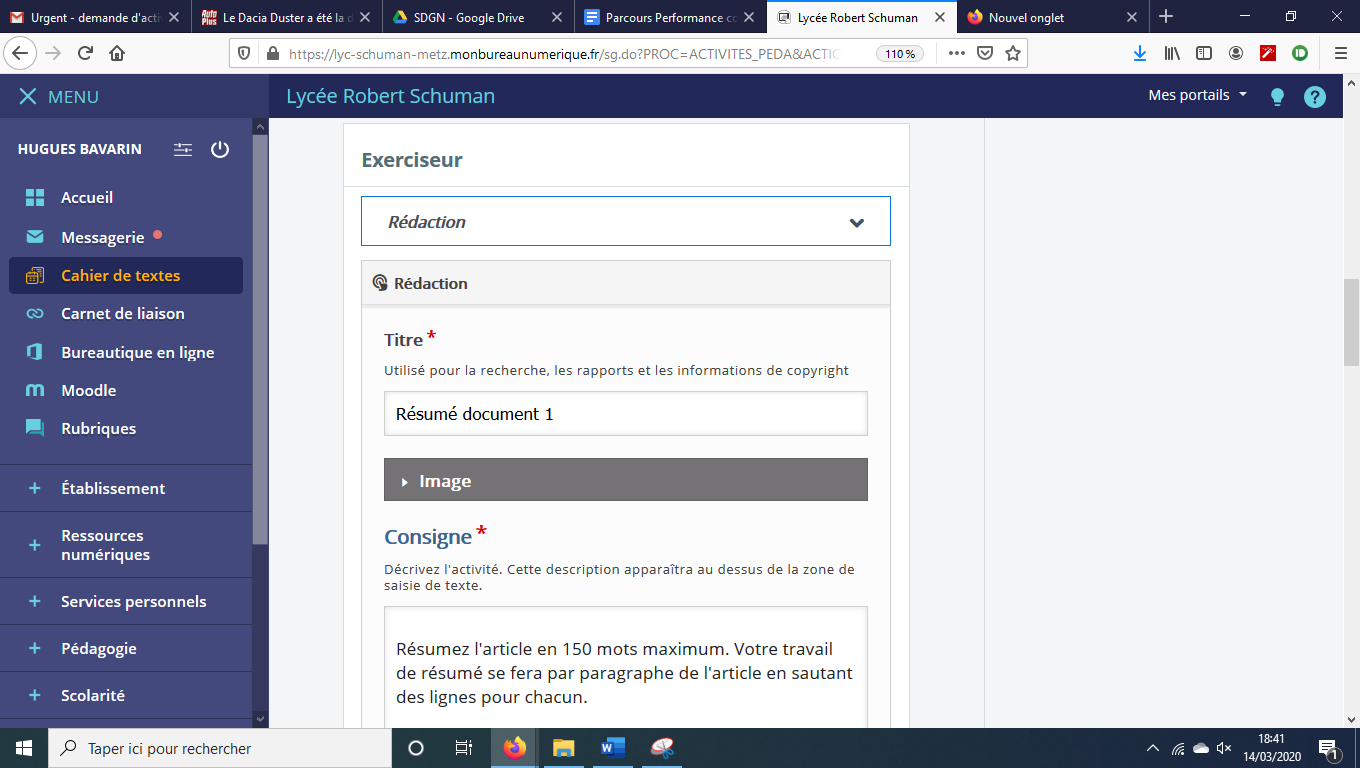 Urgent - demande d'acti
Le Dacia Duster a été la d
SDGN - Google Drive
Parcours Performance co
Lycée Robert Schuman
Nouvel onglet
https://lyc-schuman-metz.monbureaunumerique.fr/sg.do?PROC=ACTIVITES_PEDA&ACTIC
110 %
MENU
Lycée Robert Schuman
Mes portails
HUGUES BAVARIN
Accueil
Messagerie
Cahier de textes
Carnet de liaison
Bureautique en ligne
Moodle
Rubriques
+ Établissement
+ Ressources
numériques
+ Services personnels
+ Pédagogie
+ Scolarité
Exerciseur
Rédaction
Rédaction
Titre *
Utilisé pour la recherche, les rapports et les informations de copyright
Résumé document 1
Image
Consigne *
Décrivez l'activité. Cette description apparaîtra au dessus de la zone de
saisie de texte.
Résumez l'article en 150 mots maximum. Votre travail
de résumé se fera par paragraphe de l'article en sautant
des lignes pour chacun.
Taper ici pour rechercher
18:41
14/03/2020
1